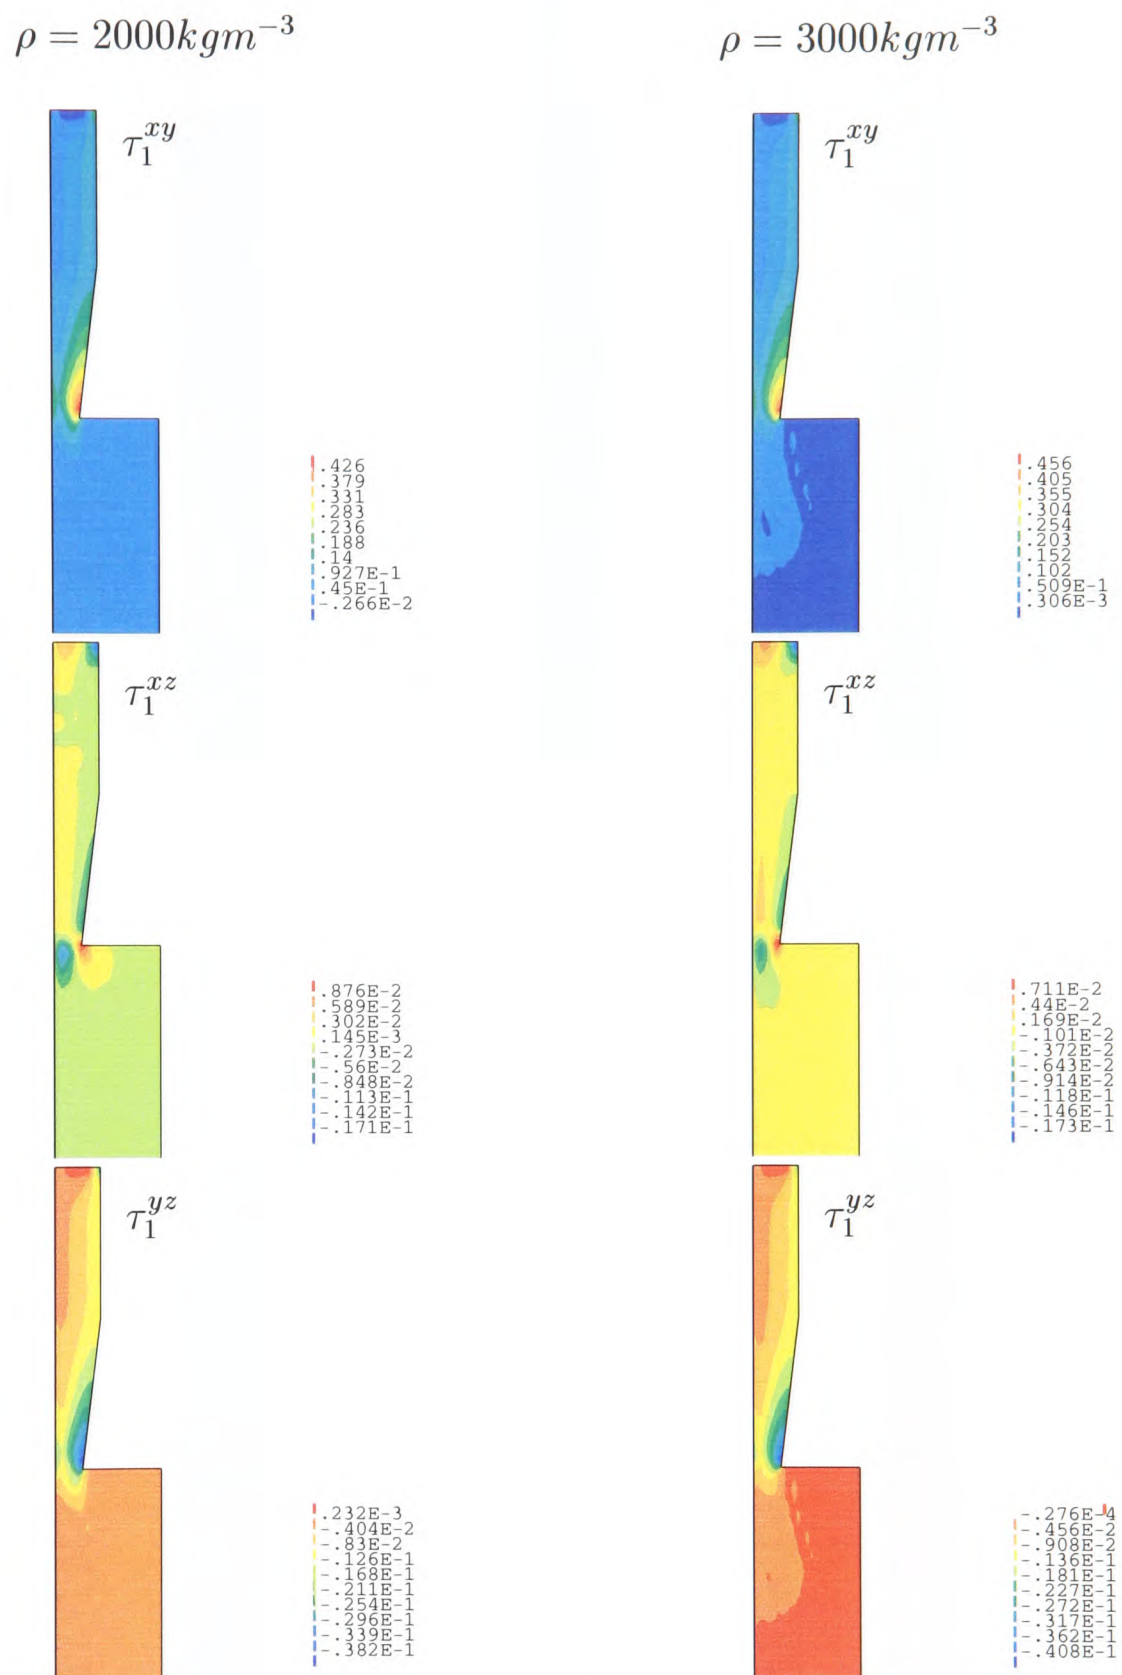 ρ = 2000kgm⁻³
ρ = 3000kgm⁻³
τ₁^{xy}
τ₁^{xy}
.426
.379
.331
.283
.236
.188
.14
.927E-1
.45E-1
-.266E-2
.456
.405
.355
.304
.254
.203
.152
.102
.509E-1
.306E-3
τ₁^{xz}
τ₁^{xz}
.876E-2
.589E-2
.302E-2
.145E-3
-.273E-2
-.56E-2
-.848E-2
-.113E-1
-.142E-1
-.171E-1
.711E-2
.44E-2
.169E-2
-.101E-2
-.372E-2
-.643E-2
-.914E-2
-.118E-1
-.146E-1
-.173E-1
τ₁^{yz}
τ₁^{yz}
.232E-3
-.404E-2
-.83E-2
-.126E-1
-.168E-1
-.211E-1
-.254E-1
-.296E-1
-.339E-1
-.382E-1
-.276E-4
-.456E-2
-.908E-2
-.136E-1
-.181E-1
-.227E-1
-.272E-1
-.317E-1
-.362E-1
-.408E-1